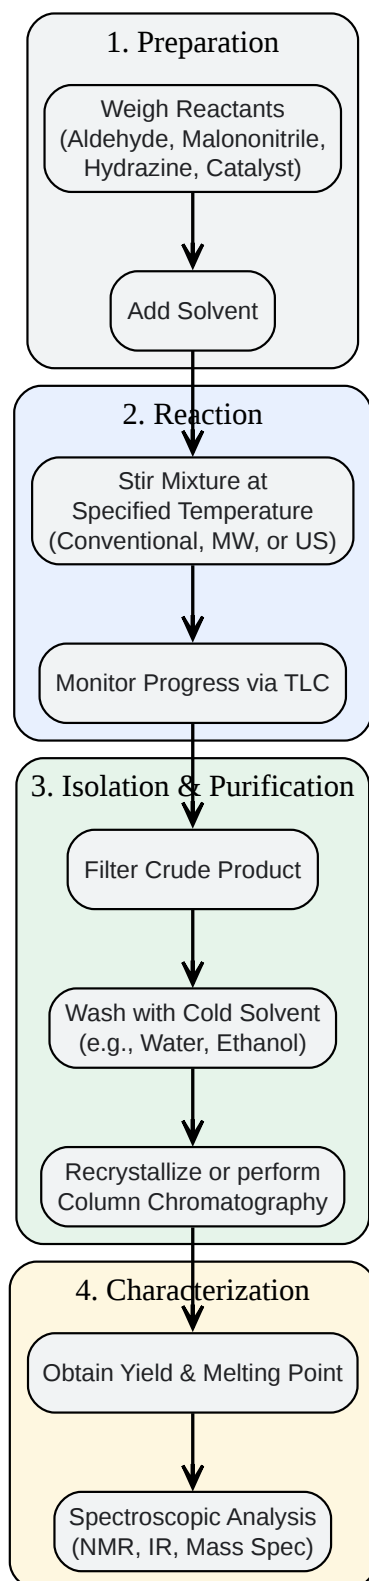 1. Preparation
Weigh Reactants
(Aldehyde, Malononitrile,
Hydrazine, Catalyst)
Add Solvent
2. Reaction
Stir Mixture at
Specified Temperature
(Conventional, MW, or US)
Monitor Progress via TLC
3. Isolation & Purification
Filter Crude Product
Wash with Cold Solvent
(e.g., Water, Ethanol)
Recrystallize or perform
Column Chromatography
4. Characterization
Obtain Yield & Melting Point
Spectroscopic Analysis
(NMR, IR, Mass Spec)